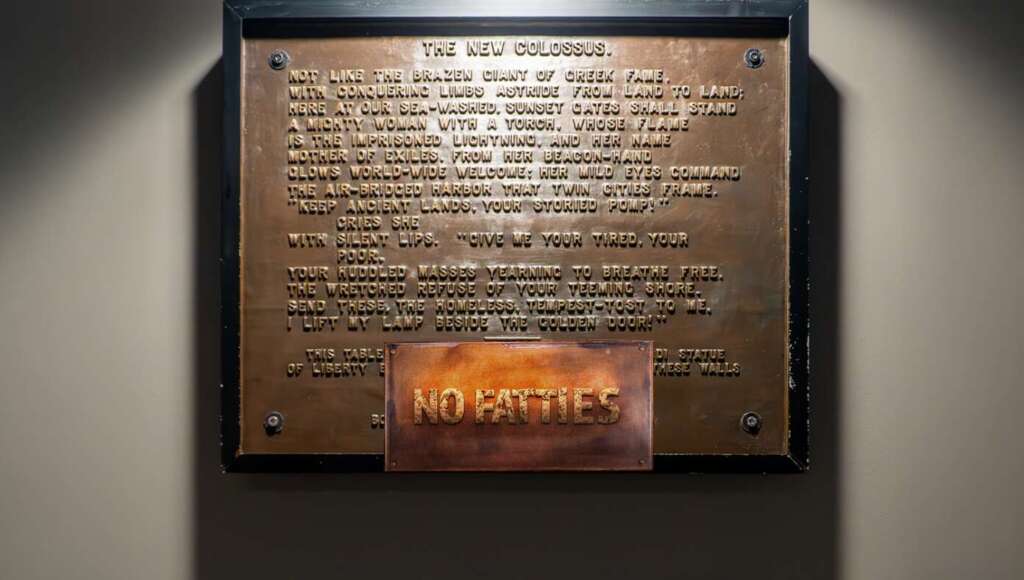 THE NEW COLOSSUS.
NOT LIKE THE BRAZEN GIANT OF GREEK FAME,
WITH CONQUERING LIMBS ASTRIDE FROM LAND TO LAND;
HERE AT OUR SEA-WASHED, SUNSET GATES SHALL STAND
A MIGHTY WOMAN WITH A TORCH, WHOSE FLAME
IS THE IMPRISONED LIGHTNING, AND HER NAME
MOTHER OF EXILES. FROM HER BEACON-HAND
GLOWS WORLD-WIDE WELCOME; HER MILD EYES COMMAND
THE AIR-BRIDGED HARBOR THAT TWIN CITIES FRAME.
"KEEP ANCIENT LANDS, YOUR STORIED POMP!"
CRIES SHE
WITH SILENT LIPS. "GIVE ME YOUR TIRED, YOUR
POOR,
YOUR HUDDLED MASSES YEARNING TO BREATHE FREE,
THE WRETCHED REFUSE OF YOUR TEEMING SHORE.
SEND THESE, THE HOMELESS, TEMPEST-TOST TO ME,
I LIFT MY LAMP BESIDE THE GOLDEN DOOR!"
THIS TABLE DI STATUE
OF LIBERTY THESE WALLS
NO FATTIES